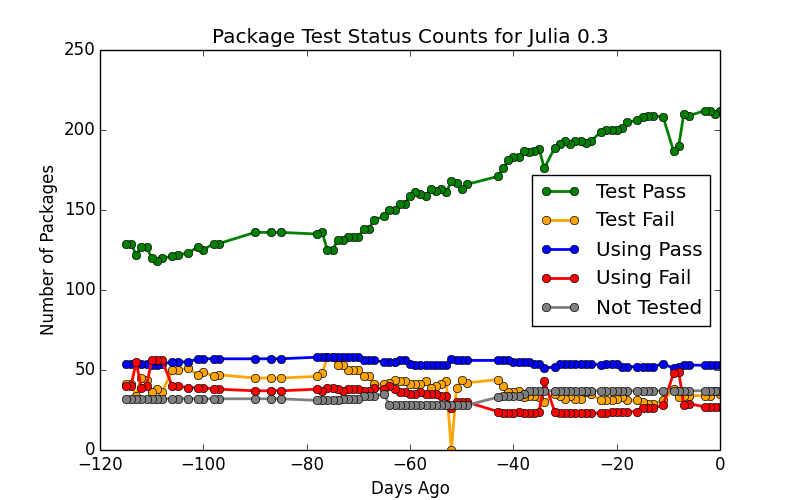 Package Test Status Counts for Julia 0.3
250
200
150
100
50
0
Number of Packages
Test Pass
Test Fail
Using Pass
Using Fail
Not Tested
−120
−100
−80
−60
−40
−20
0
Days Ago